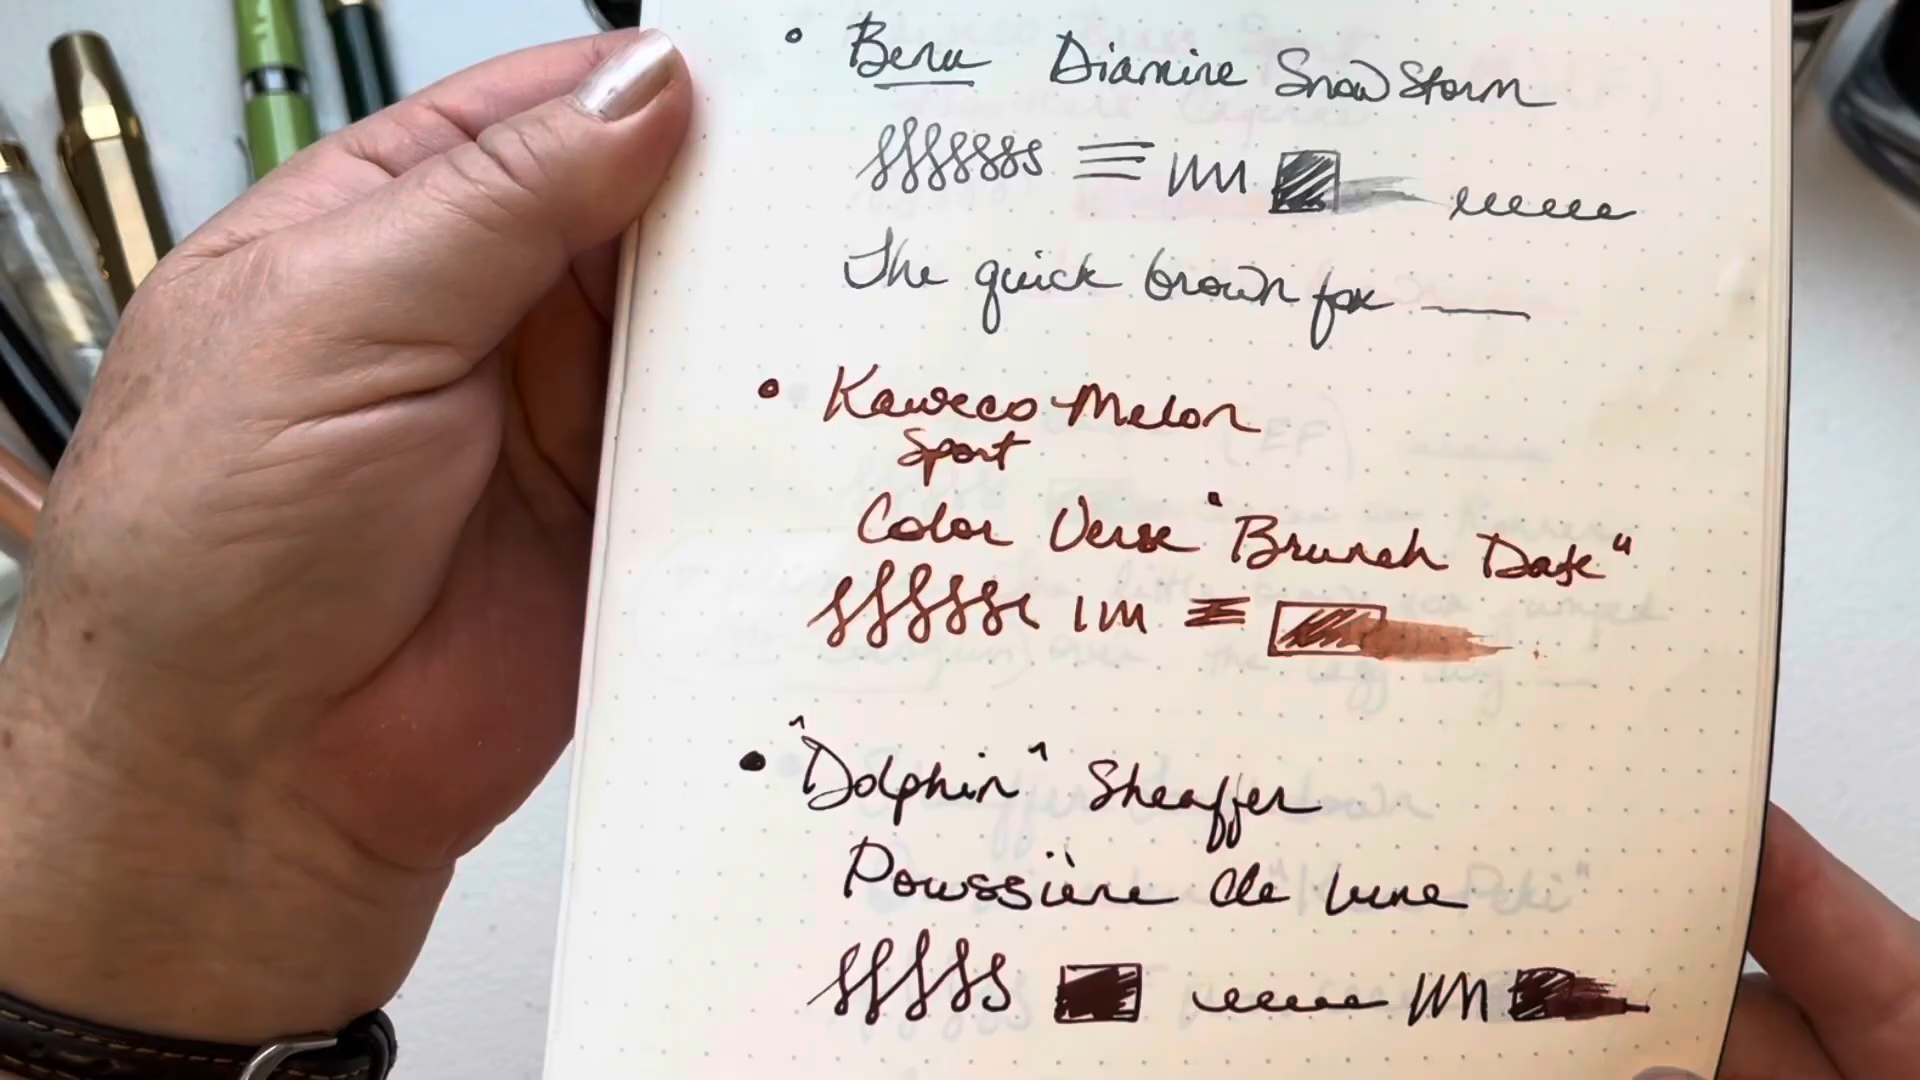 Benu Diamine Snow Storm
The quick brown fox
Kaweco Melon
Sport
Color Verse "Brunch Date"
"Dolphin" Sheaffer
Poussière de lune